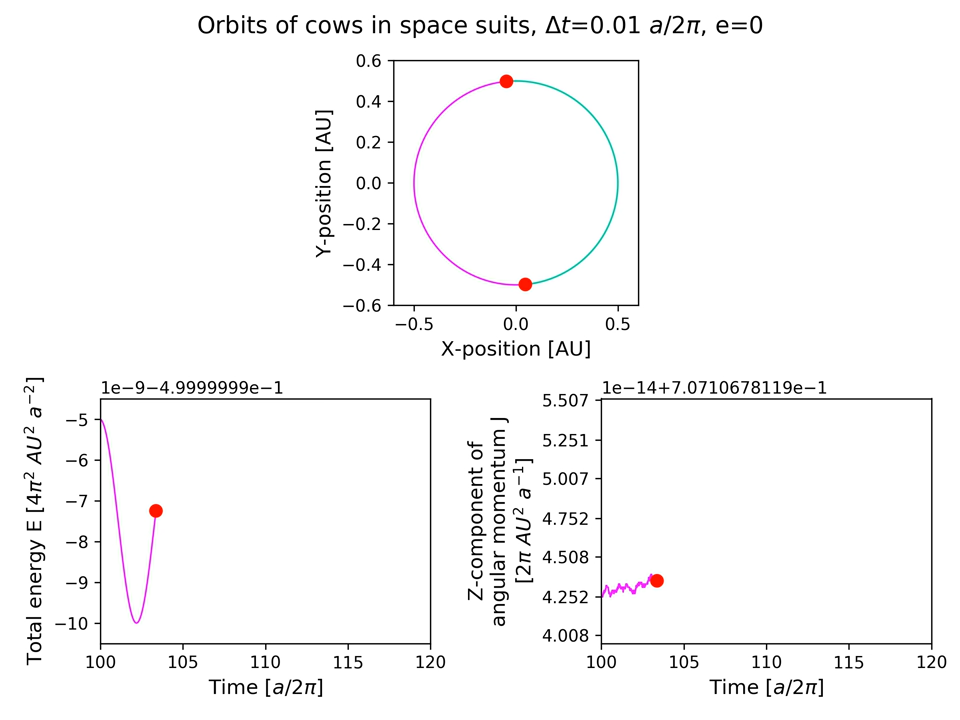 Orbits of cows in space suits, Δt=0.01 a/2π, e=0
0.6
0.4
0.2
0.0
−0.2
−0.4
−0.6
Y-position [AU]
−0.5 0.0 0.5
X-position [AU]
1e−9−4.9999999e−1
−5
−6
−7
−8
−9
−10
Total energy E [4π² AU² a⁻²]
100 105 110 115 120
Time [a/2π]
1e−14+7.0710678119e−1
5.507
5.251
5.007
4.752
4.508
4.252
4.008
Z-component of
angular momentum J
[2π AU² a⁻¹]
100 105 110 115 120
Time [a/2π]